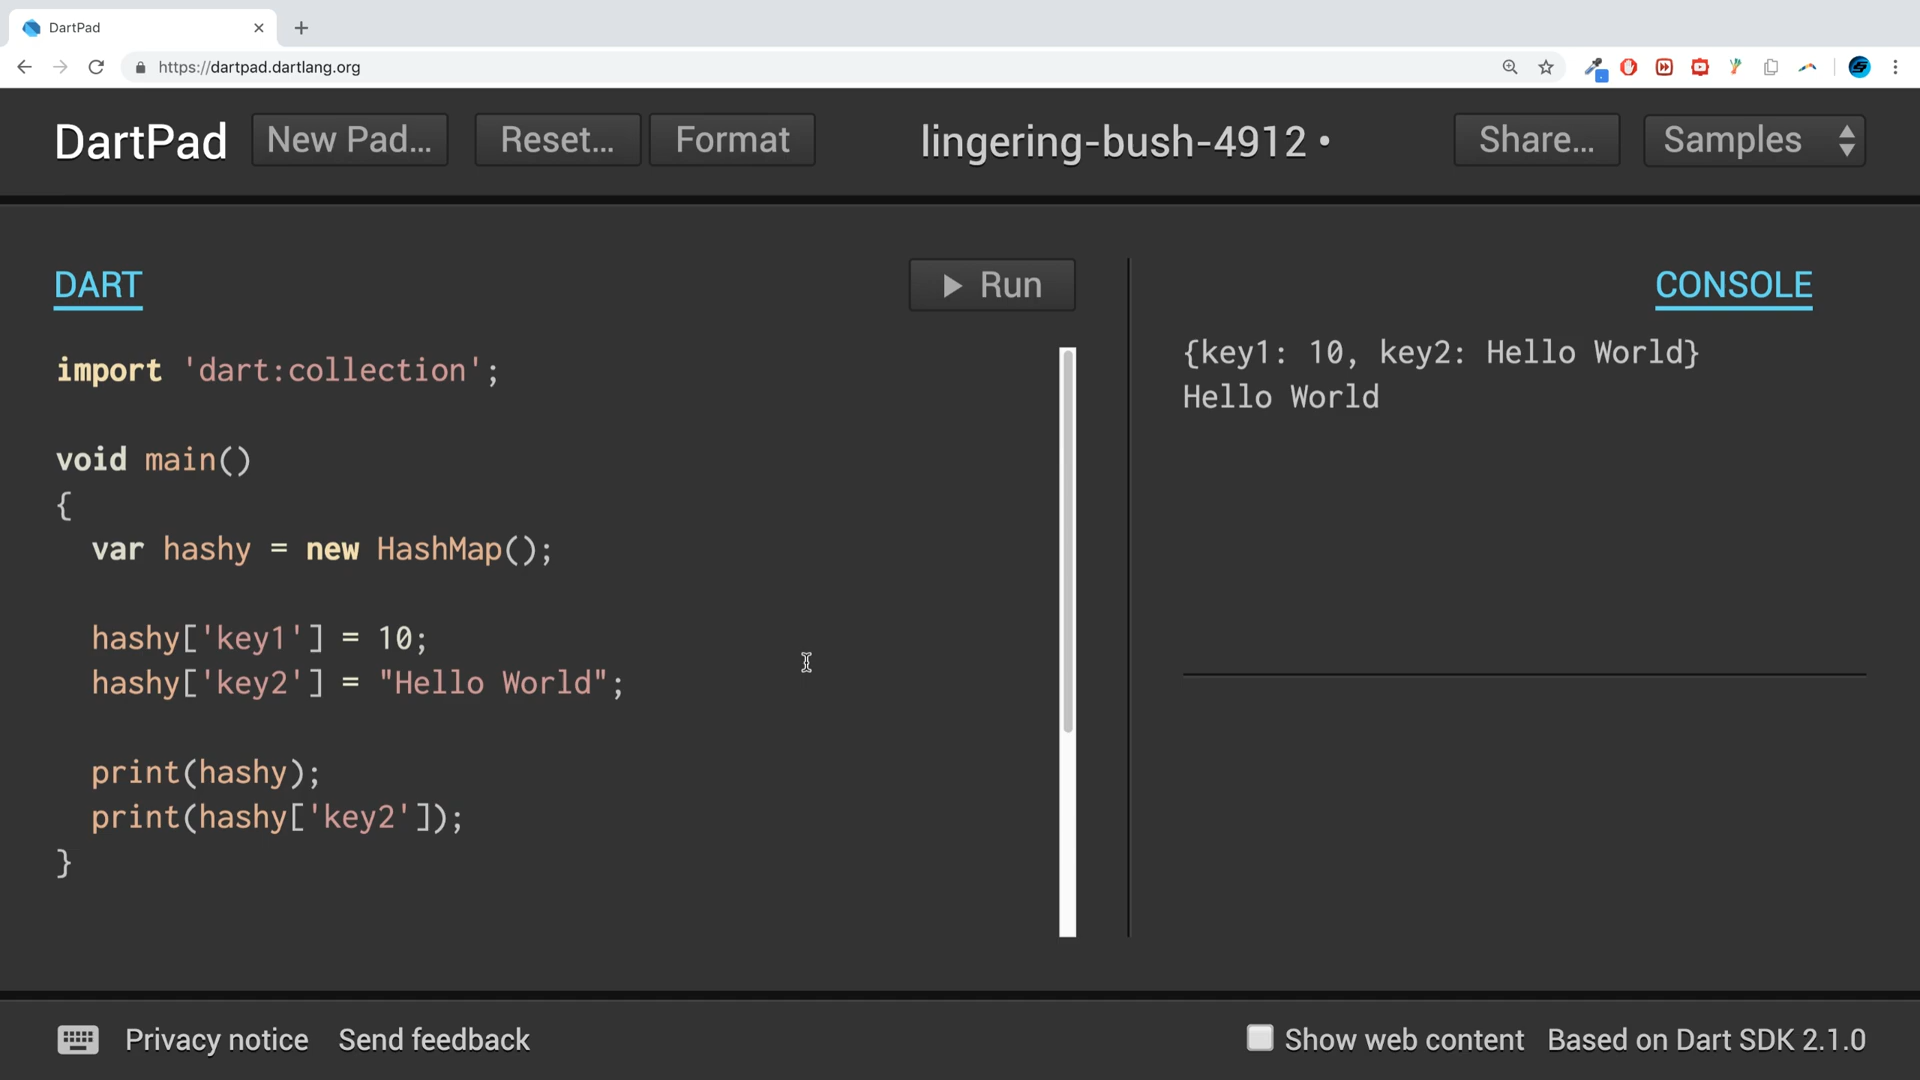 DartPad
https://dartpad.dartlang.org
DartPad
New Pad...
Reset...
Format
lingering-bush-4912 •
Share...
Samples
DART
Run
CONSOLE
import 'dart:collection';
void main()
{
var hashy = new HashMap();
hashy['key1'] = 10;
hashy['key2'] = "Hello World";
print(hashy);
print(hashy['key2']);
}
{key1: 10, key2: Hello World}
Hello World
Privacy notice
Send feedback
Show web content
Based on Dart SDK 2.1.0